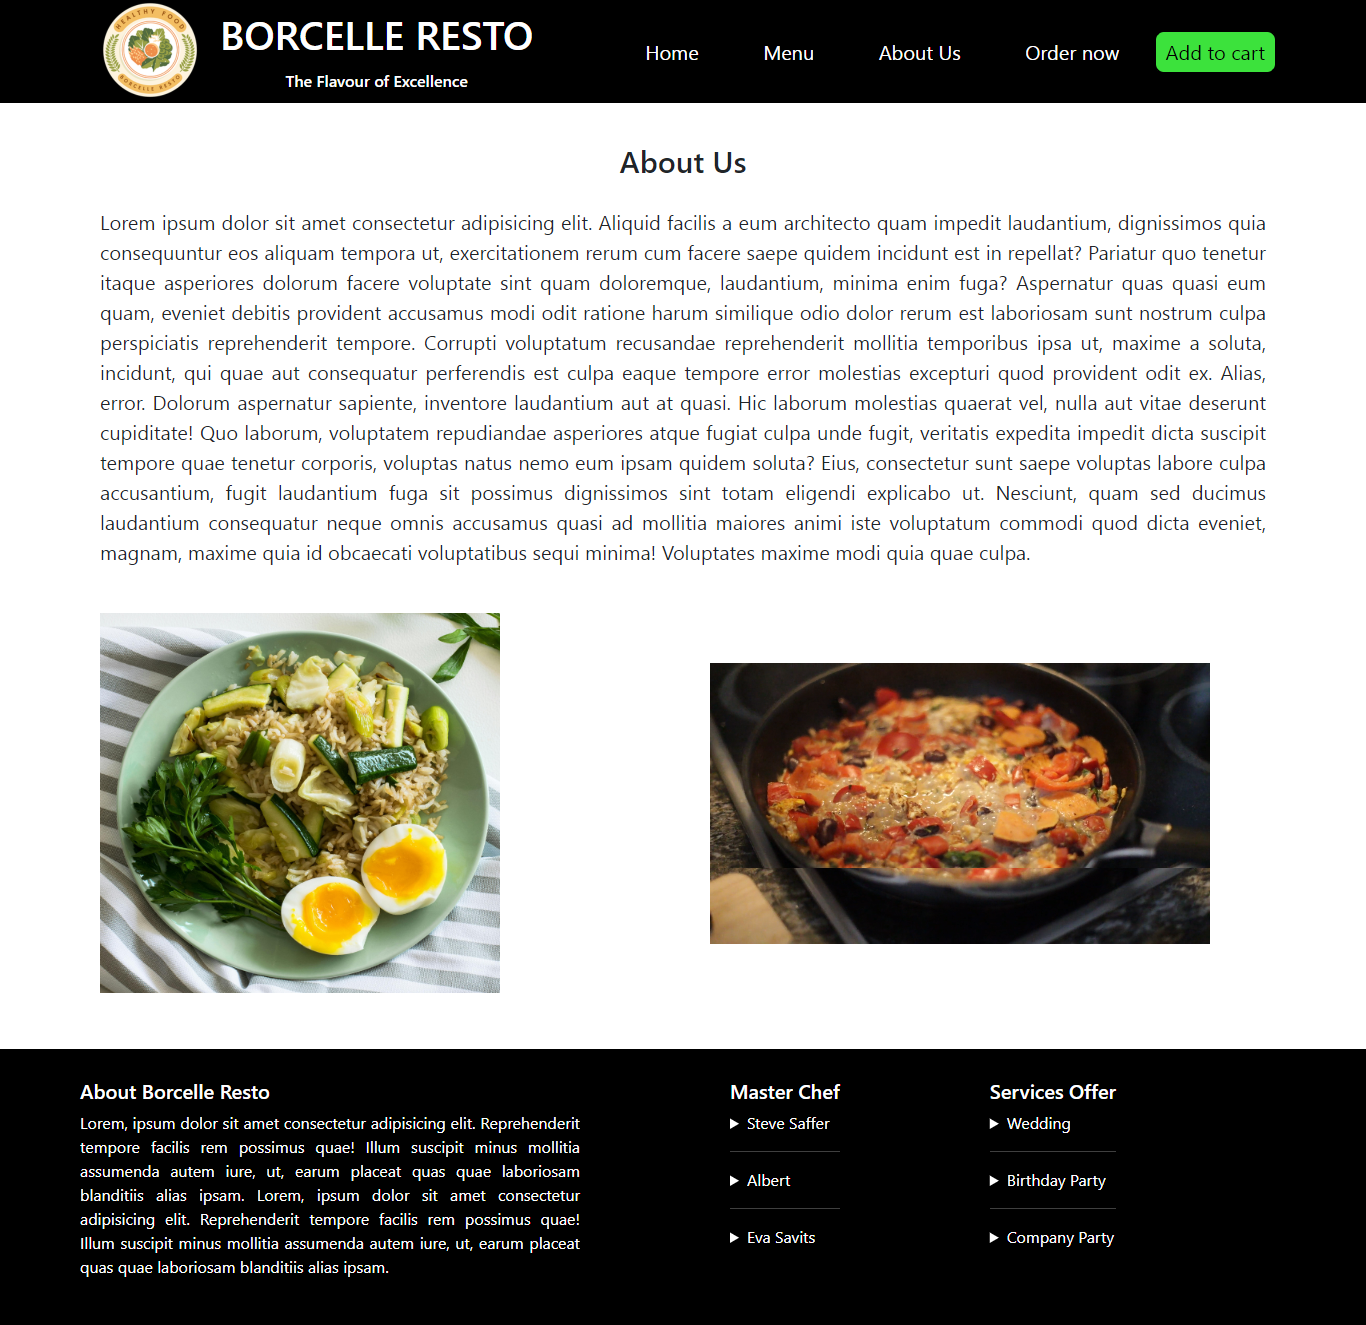 HEALTHY FOOD
BORCELLE RESTO
BORCELLE RESTO
The Flavour of Excellence
Home
Menu
About Us
Order now
Add to cart
About Us
Lorem ipsum dolor sit amet consectetur adipisicing elit. Aliquid facilis a eum architecto quam impedit laudantium, dignissimos quia
consequuntur eos aliquam tempora ut, exercitationem rerum cum facere saepe quidem incidunt est in repellat? Pariatur quo tenetur
itaque asperiores dolorum facere voluptate sint quam doloremque, laudantium, minima enim fuga? Aspernatur quas quasi eum
quam, eveniet debitis provident accusamus modi odit ratione harum similique odio dolor rerum est laboriosam sunt nostrum culpa
perspiciatis reprehenderit tempore. Corrupti voluptatum recusandae reprehenderit mollitia temporibus ipsa ut, maxime a soluta,
incidunt, qui quae aut consequatur perferendis est culpa eaque tempore error molestias excepturi quod provident odit ex. Alias,
error. Dolorum aspernatur sapiente, inventore laudantium aut at quasi. Hic laborum molestias quaerat vel, nulla aut vitae deserunt
cupiditate! Quo laborum, voluptatem repudiandae asperiores atque fugiat culpa unde fugit, veritatis expedita impedit dicta suscipit
tempore quae tenetur corporis, voluptas natus nemo eum ipsam quidem soluta? Eius, consectetur sunt saepe voluptas labore culpa
accusantium, fugit laudantium fuga sit possimus dignissimos sint totam eligendi explicabo ut. Nesciunt, quam sed ducimus
laudantium consequatur neque omnis accusamus quasi ad mollitia maiores animi iste voluptatum commodi quod dicta eveniet,
magnam, maxime quia id obcaecati voluptatibus sequi minima! Voluptates maxime modi quia quae culpa.
About Borcelle Resto
Lorem, ipsum dolor sit amet consectetur adipisicing elit. Reprehenderit
tempore facilis rem possimus quae! Illum suscipit minus mollitia
assumenda autem iure, ut, earum placeat quas quae laboriosam
blanditiis alias ipsam. Lorem, ipsum dolor sit amet consectetur
adipisicing elit. Reprehenderit tempore facilis rem possimus quae!
Illum suscipit minus mollitia assumenda autem iure, ut, earum placeat
quas quae laboriosam blanditiis alias ipsam.
Master Chef
Steve Saffer
Albert
Eva Savits
Services Offer
Wedding
Birthday Party
Company Party